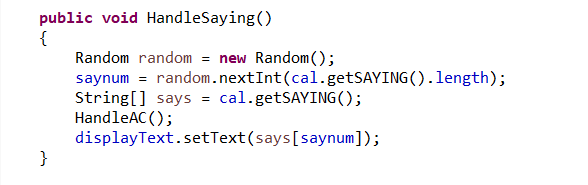 public void HandleSaying()
{
Random random = new Random();
saynum = random.nextInt(cal.getSAYING().length);
String[] says = cal.getSAYING();
HandleAC();
displayText.setText(says[saynum]);
}